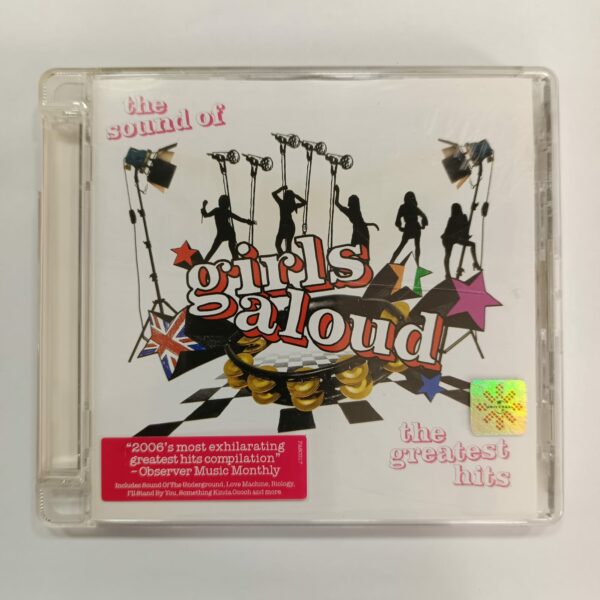 the
sound of
girls
aloud
the
greatest
hits
"2006's most exhilarating
greatest hits compilation"
– Observer Music Monthly
Includes Sound Of The Underground, Love Machine, Biology,
I'll Stand By You, Something Kinda Ooooh and more.